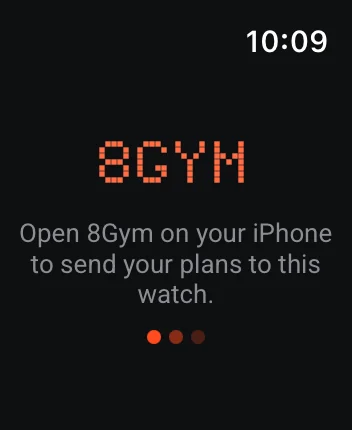 10:09
8GYM
Open 8Gym on your iPhone
to send your plans to this
watch.